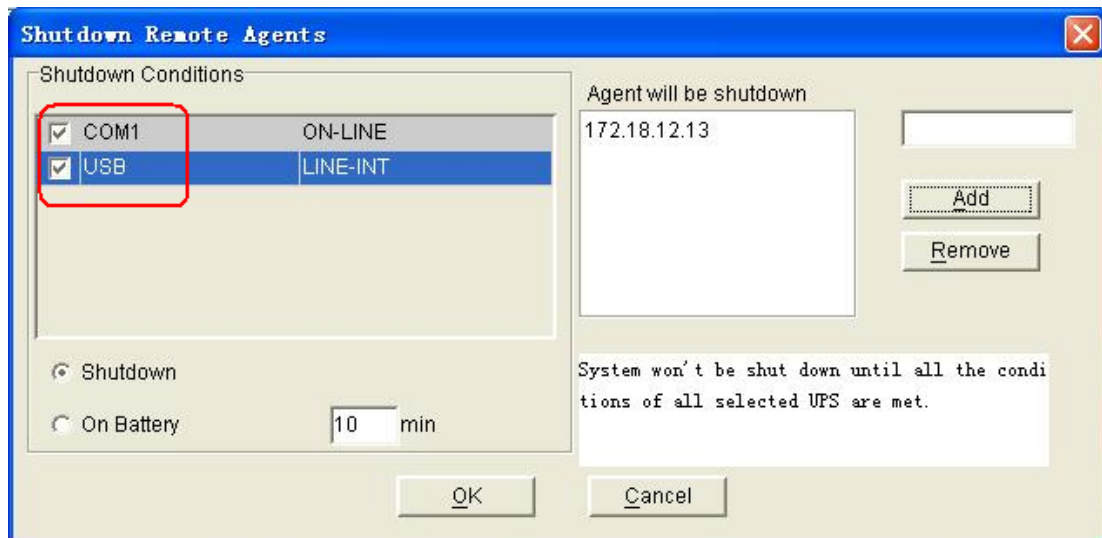 Shutdown Remote Agents
Shutdown Conditions
COM1 ON-LINE
USB LINE-INT
Shutdown
On Battery 10 min
Agent will be shutdown
172.18.12.13
Add
Remove
System won't be shut down until all the condi
tions of all selected UPS are met.
OK Cancel